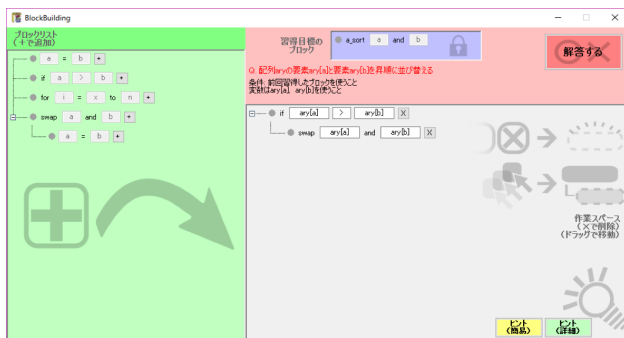 BlockBuilding
ブロックリスト
(+で追加)
a = b +
if a > b +
for i = x to n +
swap a and b +
a = b +
習得目標の
ブロック
a_sort a and b
解答する
Q. 配列aryの要素ary[a]と要素ary[b]を昇順に並び替える
条件: 前回習得したブロックを使うこと
変数はary[a] ary[b]を使うこと
if ary[a] > ary[b] X
swap ary[a] and ary[b] X
作業スペース
(×で削除)
(ドラッグで移動)
ヒント
(簡易)
ヒント
(詳細)